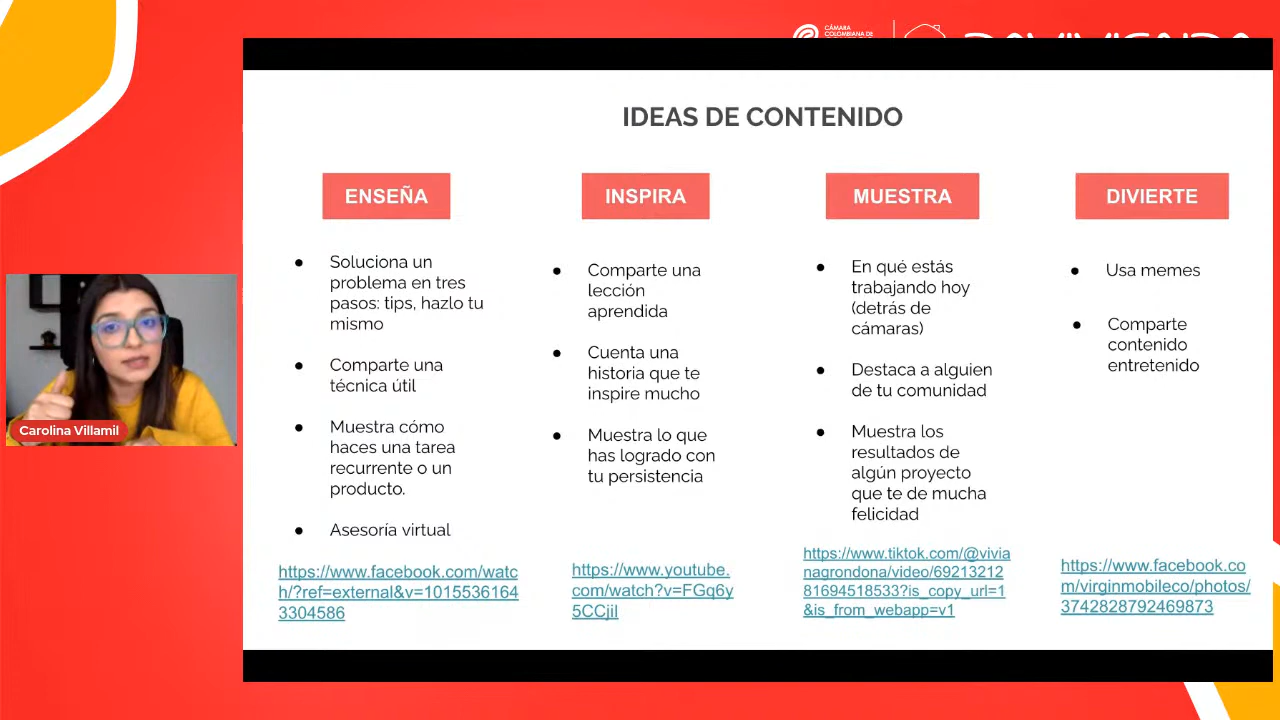 CÁMARA
COLOMBIANA DE
DAVIVIENDA
IDEAS DE CONTENIDO
ENSEÑA
● Soluciona un
problema en tres
pasos: tips, hazlo tu
mismo
● Comparte una
técnica útil
● Muestra cómo
haces una tarea
recurrente o un
producto.
● Asesoría virtual
https://www.facebook.com/watc
h/?ref=external&v=1015536164
3304586
INSPIRA
● Comparte una
lección
aprendida
● Cuenta una
historia que te
inspire mucho
● Muestra lo que
has logrado con
tu persistencia
https://www.youtube.
com/watch?v=FGq6y
5CCjiI
MUESTRA
● En qué estás
trabajando hoy
(detrás de
cámaras)
● Destaca a alguien
de tu comunidad
● Muestra los
resultados de
algún proyecto
que te de mucha
felicidad
https://www.tiktok.com/@vivia
nagrondona/video/69213212
81694518533?is_copy_url=1
&is_from_webapp=v1
DIVIERTE
● Usa memes
● Comparte
contenido
entretenido
https://www.facebook.co
m/virginmobileco/photos/
3742828792469873
Carolina Villamil